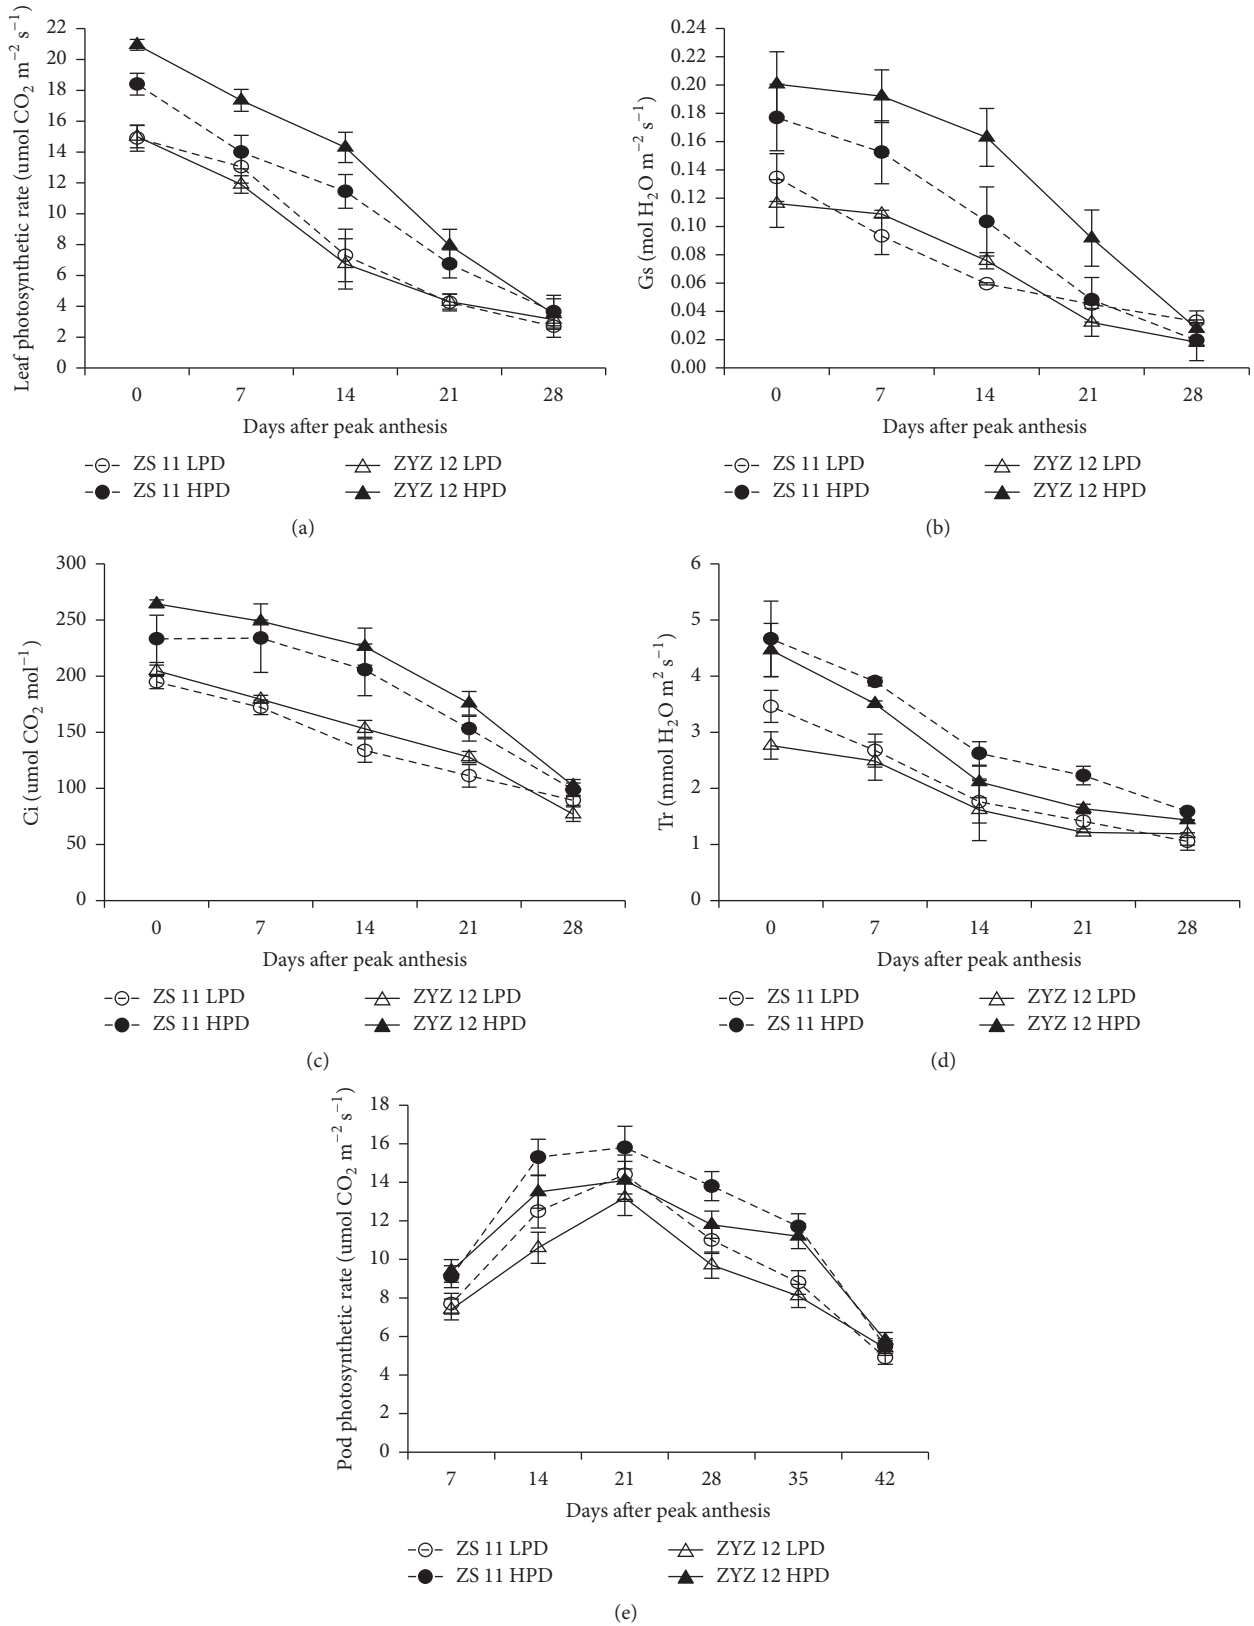 Leaf photosynthetic rate (umol CO₂ m⁻² s⁻¹)
22
20
18
16
14
12
10
8
6
4
2
0
0 7 14 21 28
Days after peak anthesis
ZS 11 LPD ZYZ 12 LPD
ZS 11 HPD ZYZ 12 HPD
(a)
Gs (mol H₂O m⁻² s⁻¹)
0.24
0.20
0.18
0.16
0.14
0.12
0.10
0.08
0.06
0.04
0.02
0.00
0 7 14 21 28
Days after peak anthesis
ZS 11 LPD ZYZ 12 LPD
ZS 11 HPD ZYZ 12 HPD
(b)
Ci (umol CO₂ mol⁻¹)
300
250
200
150
100
50
0
0 7 14 21 28
Days after peak anthesis
ZS 11 LPD ZYZ 12 LPD
ZS 11 HPD ZYZ 12 HPD
(c)
Tr (mmol H₂O m² s⁻¹)
6
5
4
3
2
1
0
0 7 14 21 28
Days after peak anthesis
ZS 11 LPD ZYZ 12 LPD
ZS 11 HPD ZYZ 12 HPD
(d)
Pod photosynthetic rate (umol CO₂ m⁻² s⁻¹)
18
16
14
12
10
8
6
4
2
0
7 14 21 28 35 42
Days after peak anthesis
ZS 11 LPD ZYZ 12 LPD
ZS 11 HPD ZYZ 12 HPD
(e)